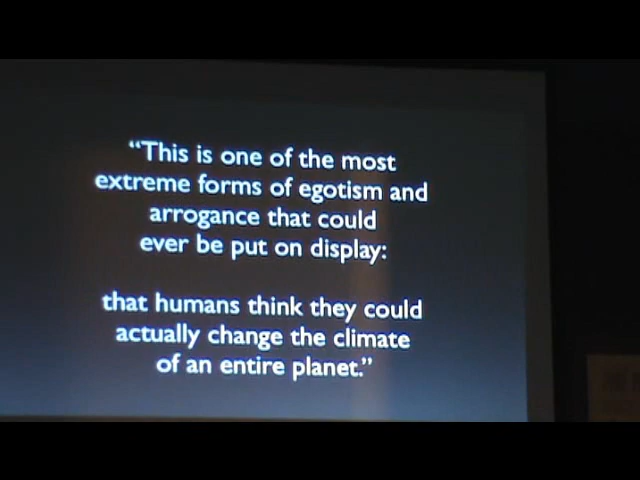 “This is one of the most
extreme forms of egotism and
arrogance that could
ever be put on display:
that humans think they could
actually change the climate
of an entire planet.”